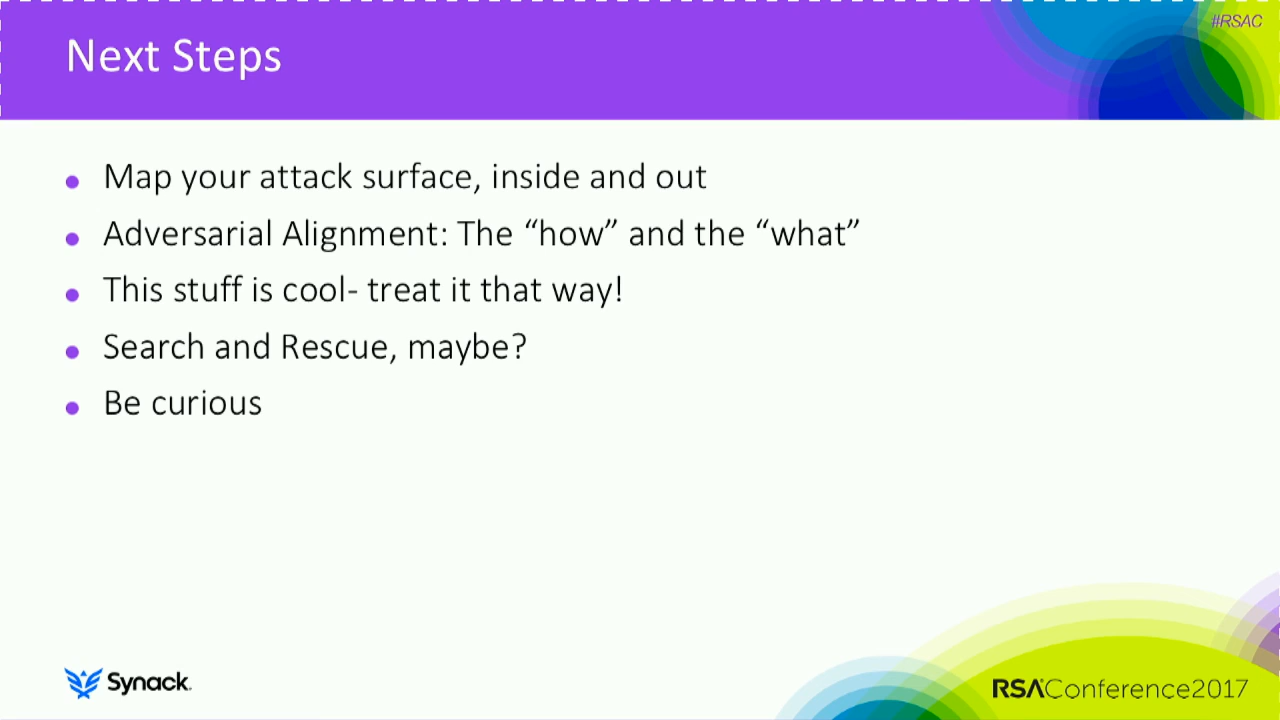 #RSAC
Next Steps
Map your attack surface, inside and out
Adversarial Alignment: The “how” and the “what”
This stuff is cool- treat it that way!
Search and Rescue, maybe?
Be curious
Synack.
RSAConference2017